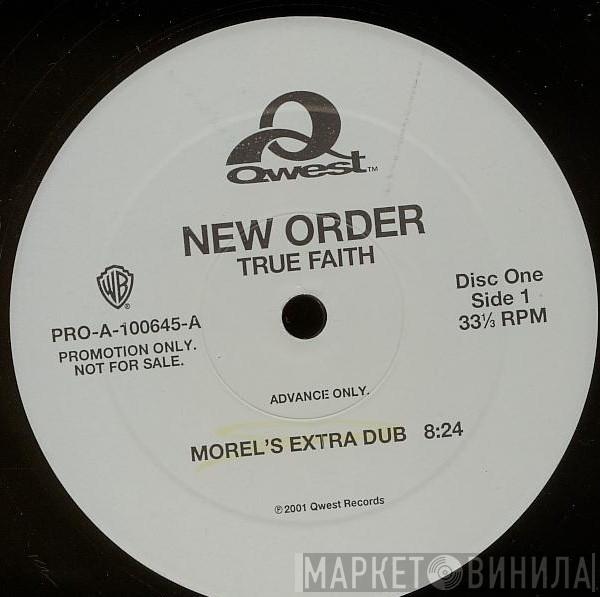 Qwest™
NEW ORDER
TRUE FAITH
WB®
PRO-A-100645-A
PROMOTION ONLY.
NOT FOR SALE.
Disc One
Side 1
33⅓ RPM
ADVANCE ONLY.
MOREL'S EXTRA DUB 8:24
℗2001 Qwest Records
МАРКЕТ ВИНИЛА